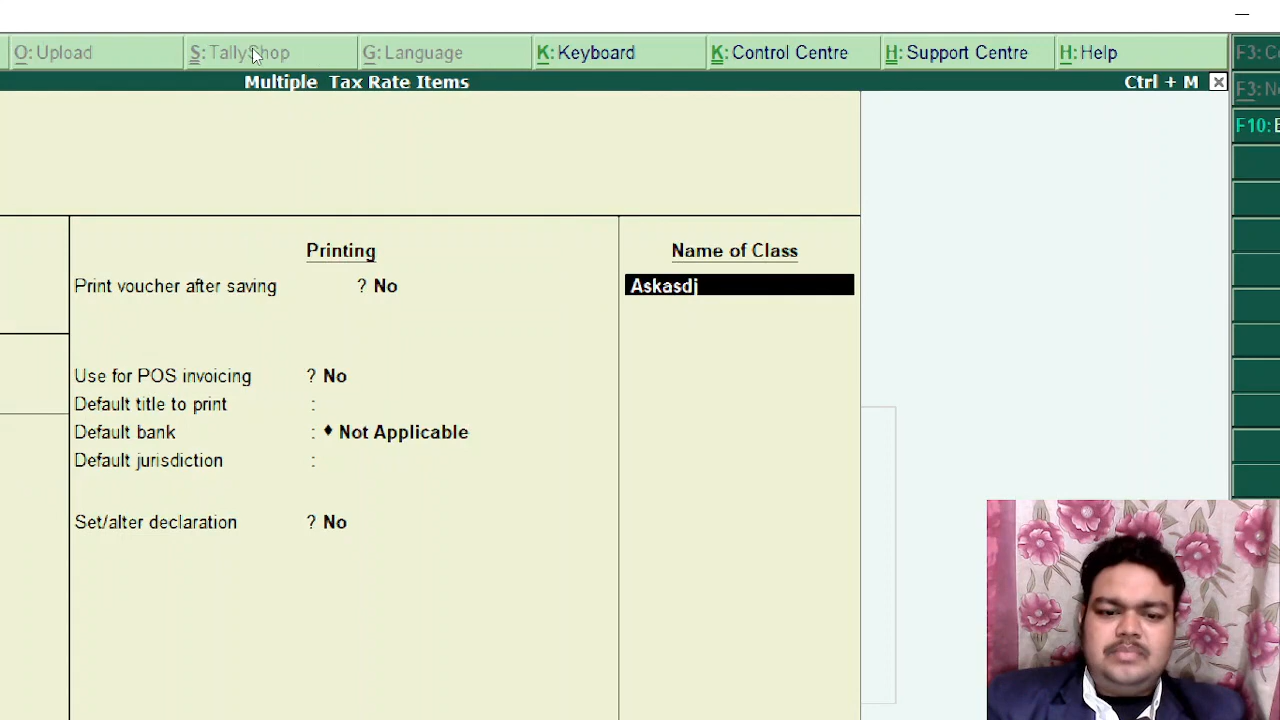 O: Upload S: TallyShop G: Language K: Keyboard K: Control Centre H: Support Centre H: Help
Multiple Tax Rate Items Ctrl + M
F3:
F3:
F10:
Printing Name of Class
Print voucher after saving ? No Askasdj
Use for POS invoicing ? No
Default title to print :
Default bank : ♦ Not Applicable
Default jurisdiction :
Set/alter declaration ? No